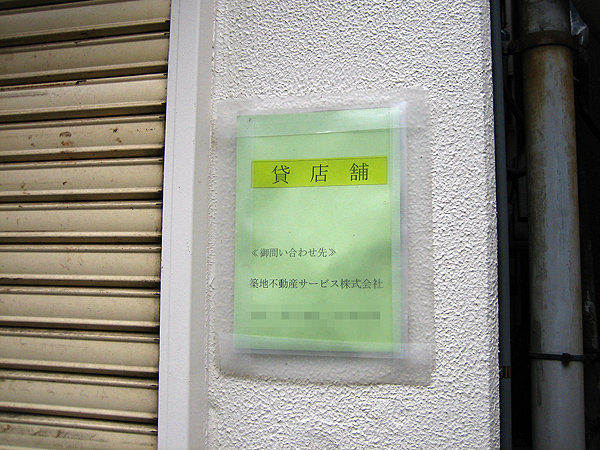 貸店舗
≪御問い合わせ先≫
築地不動産サービス株式会社